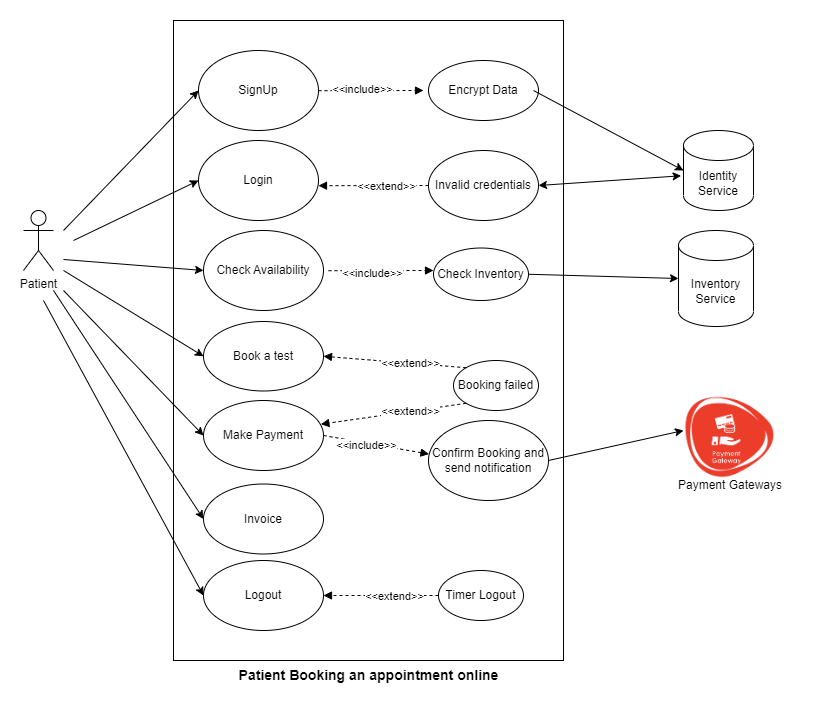 SignUp
<<include>>
Encrypt Data
Login
<<extend>>
Invalid credentials
Identity
Service
Patient
Check Availability
<<include>>
Check Inventory
Inventory
Service
Book a test
<<extend>>
Booking failed
<<extend>>
Make Payment
<<include>>
Confirm Booking and
send notification
Payment
Gateway
Payment Gateways
Invoice
Logout
<<extend>>
Timer Logout
Patient Booking an appointment online